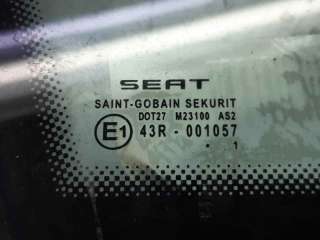 SEAT
SAINT-GOBAIN SEKURIT
DOT27 M23100 AS2
E1 43R - 001057
. 1